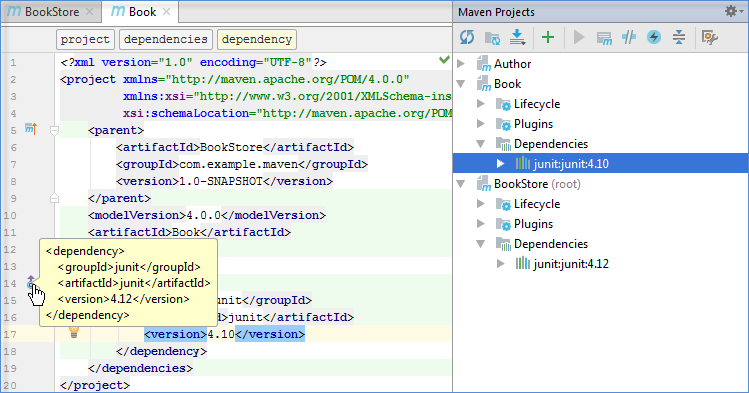 BookStore
Book
project
dependencies
dependency
1 <?xml version="1.0" encoding="UTF-8"?>
2 <project xmlns="http://maven.apache.org/POM/4.0.0"
3 xmlns:xsi="http://www.w3.org/2001/XMLSchema-ins
4 xsi:schemaLocation="http://maven.apache.org/POM
5 <parent>
6 <artifactId>BookStore</artifactId>
7 <groupId>com.example.maven</groupId>
8 <version>1.0-SNAPSHOT</version>
9 </parent>
10 <modelVersion>4.0.0</modelVersion>
11 <artifactId>Book</artifactId>
12
13
14
<dependency>
<groupId>junit</groupId>
<artifactId>junit</artifactId>
<version>4.12</version>
</dependency>
15 unit</groupId>
16 d>junit</artifactId>
17 <version>4.10</version>
18 </dependency>
19 </dependencies>
20 </project>
Maven Projects
Author
Book
Lifecycle
Plugins
Dependencies
junit:junit:4.10
BookStore (root)
Lifecycle
Plugins
Dependencies
junit:junit:4.12